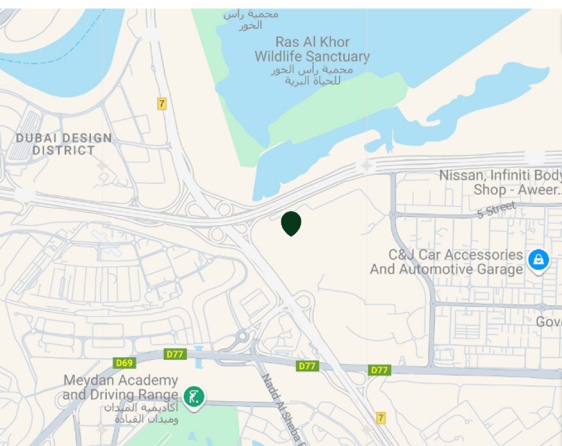 محمية راس
الخور
Ras Al Khor
Wildlife Sanctuary
محمية رأس الخور
للحياة البرية
7
DUBAI DESIGN
DISTRICT
Nissan, Infiniti Body
Shop - Aweer...
5 Street
C&J Car Accessories
And Automotive Garage
Gov
D77
D69
D77
D77
Meydan Academy
and Driving Range
أكاديمية الميدان
وميدان القيادة
Nadd Al Sheba
7